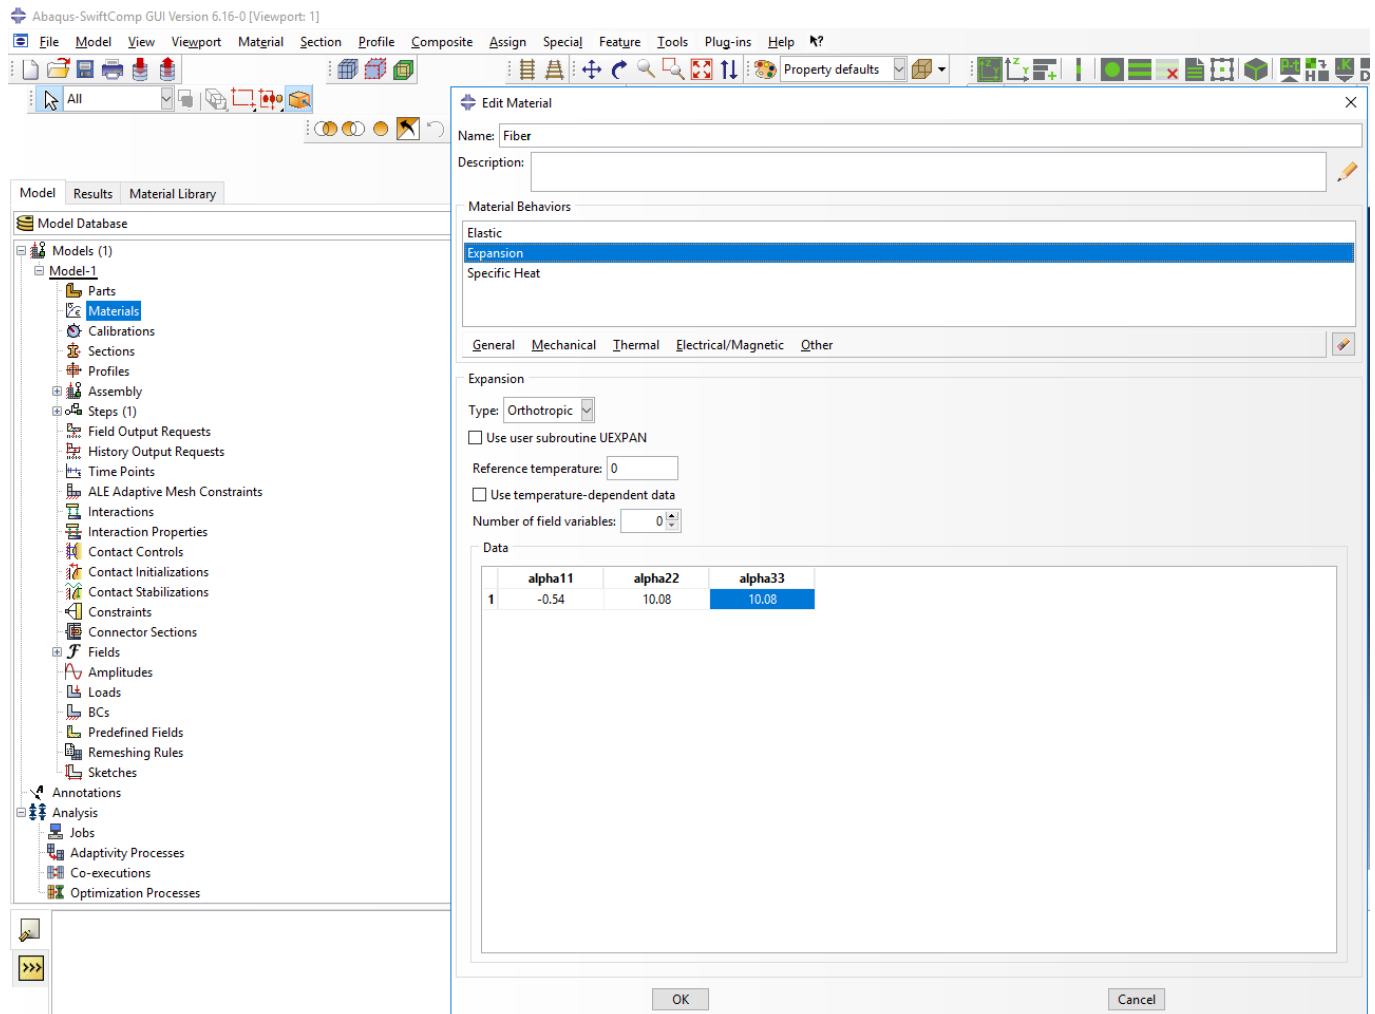 Abaqus-SwiftComp GUI Version 6.16-0 [Viewport: 1]
File Model View Viewport Material Section Profile Composite Assign Special Feature Tools Plug-ins Help
Property defaults
All
Edit Material
Name: Fiber
Description:
Model Results Material Library
Model Database
Models (1)
Model-1
Parts
Materials
Calibrations
Sections
Profiles
Assembly
Steps (1)
Field Output Requests
History Output Requests
Time Points
ALE Adaptive Mesh Constraints
Interactions
Interaction Properties
Contact Controls
Contact Initializations
Contact Stabilizations
Constraints
Connector Sections
Fields
Amplitudes
Loads
BCs
Predefined Fields
Remeshing Rules
Sketches
Annotations
Analysis
Jobs
Adaptivity Processes
Co-executions
Optimization Processes
Material Behaviors
Elastic
Expansion
Specific Heat
General Mechanical Thermal Electrical/Magnetic Other
Expansion
Type: Orthotropic
Use user subroutine UEXPAN
Reference temperature: 0
Use temperature-dependent data
Number of field variables: 0
Data
alpha11 alpha22 alpha33
1 -0.54 10.08 10.08
OK Cancel